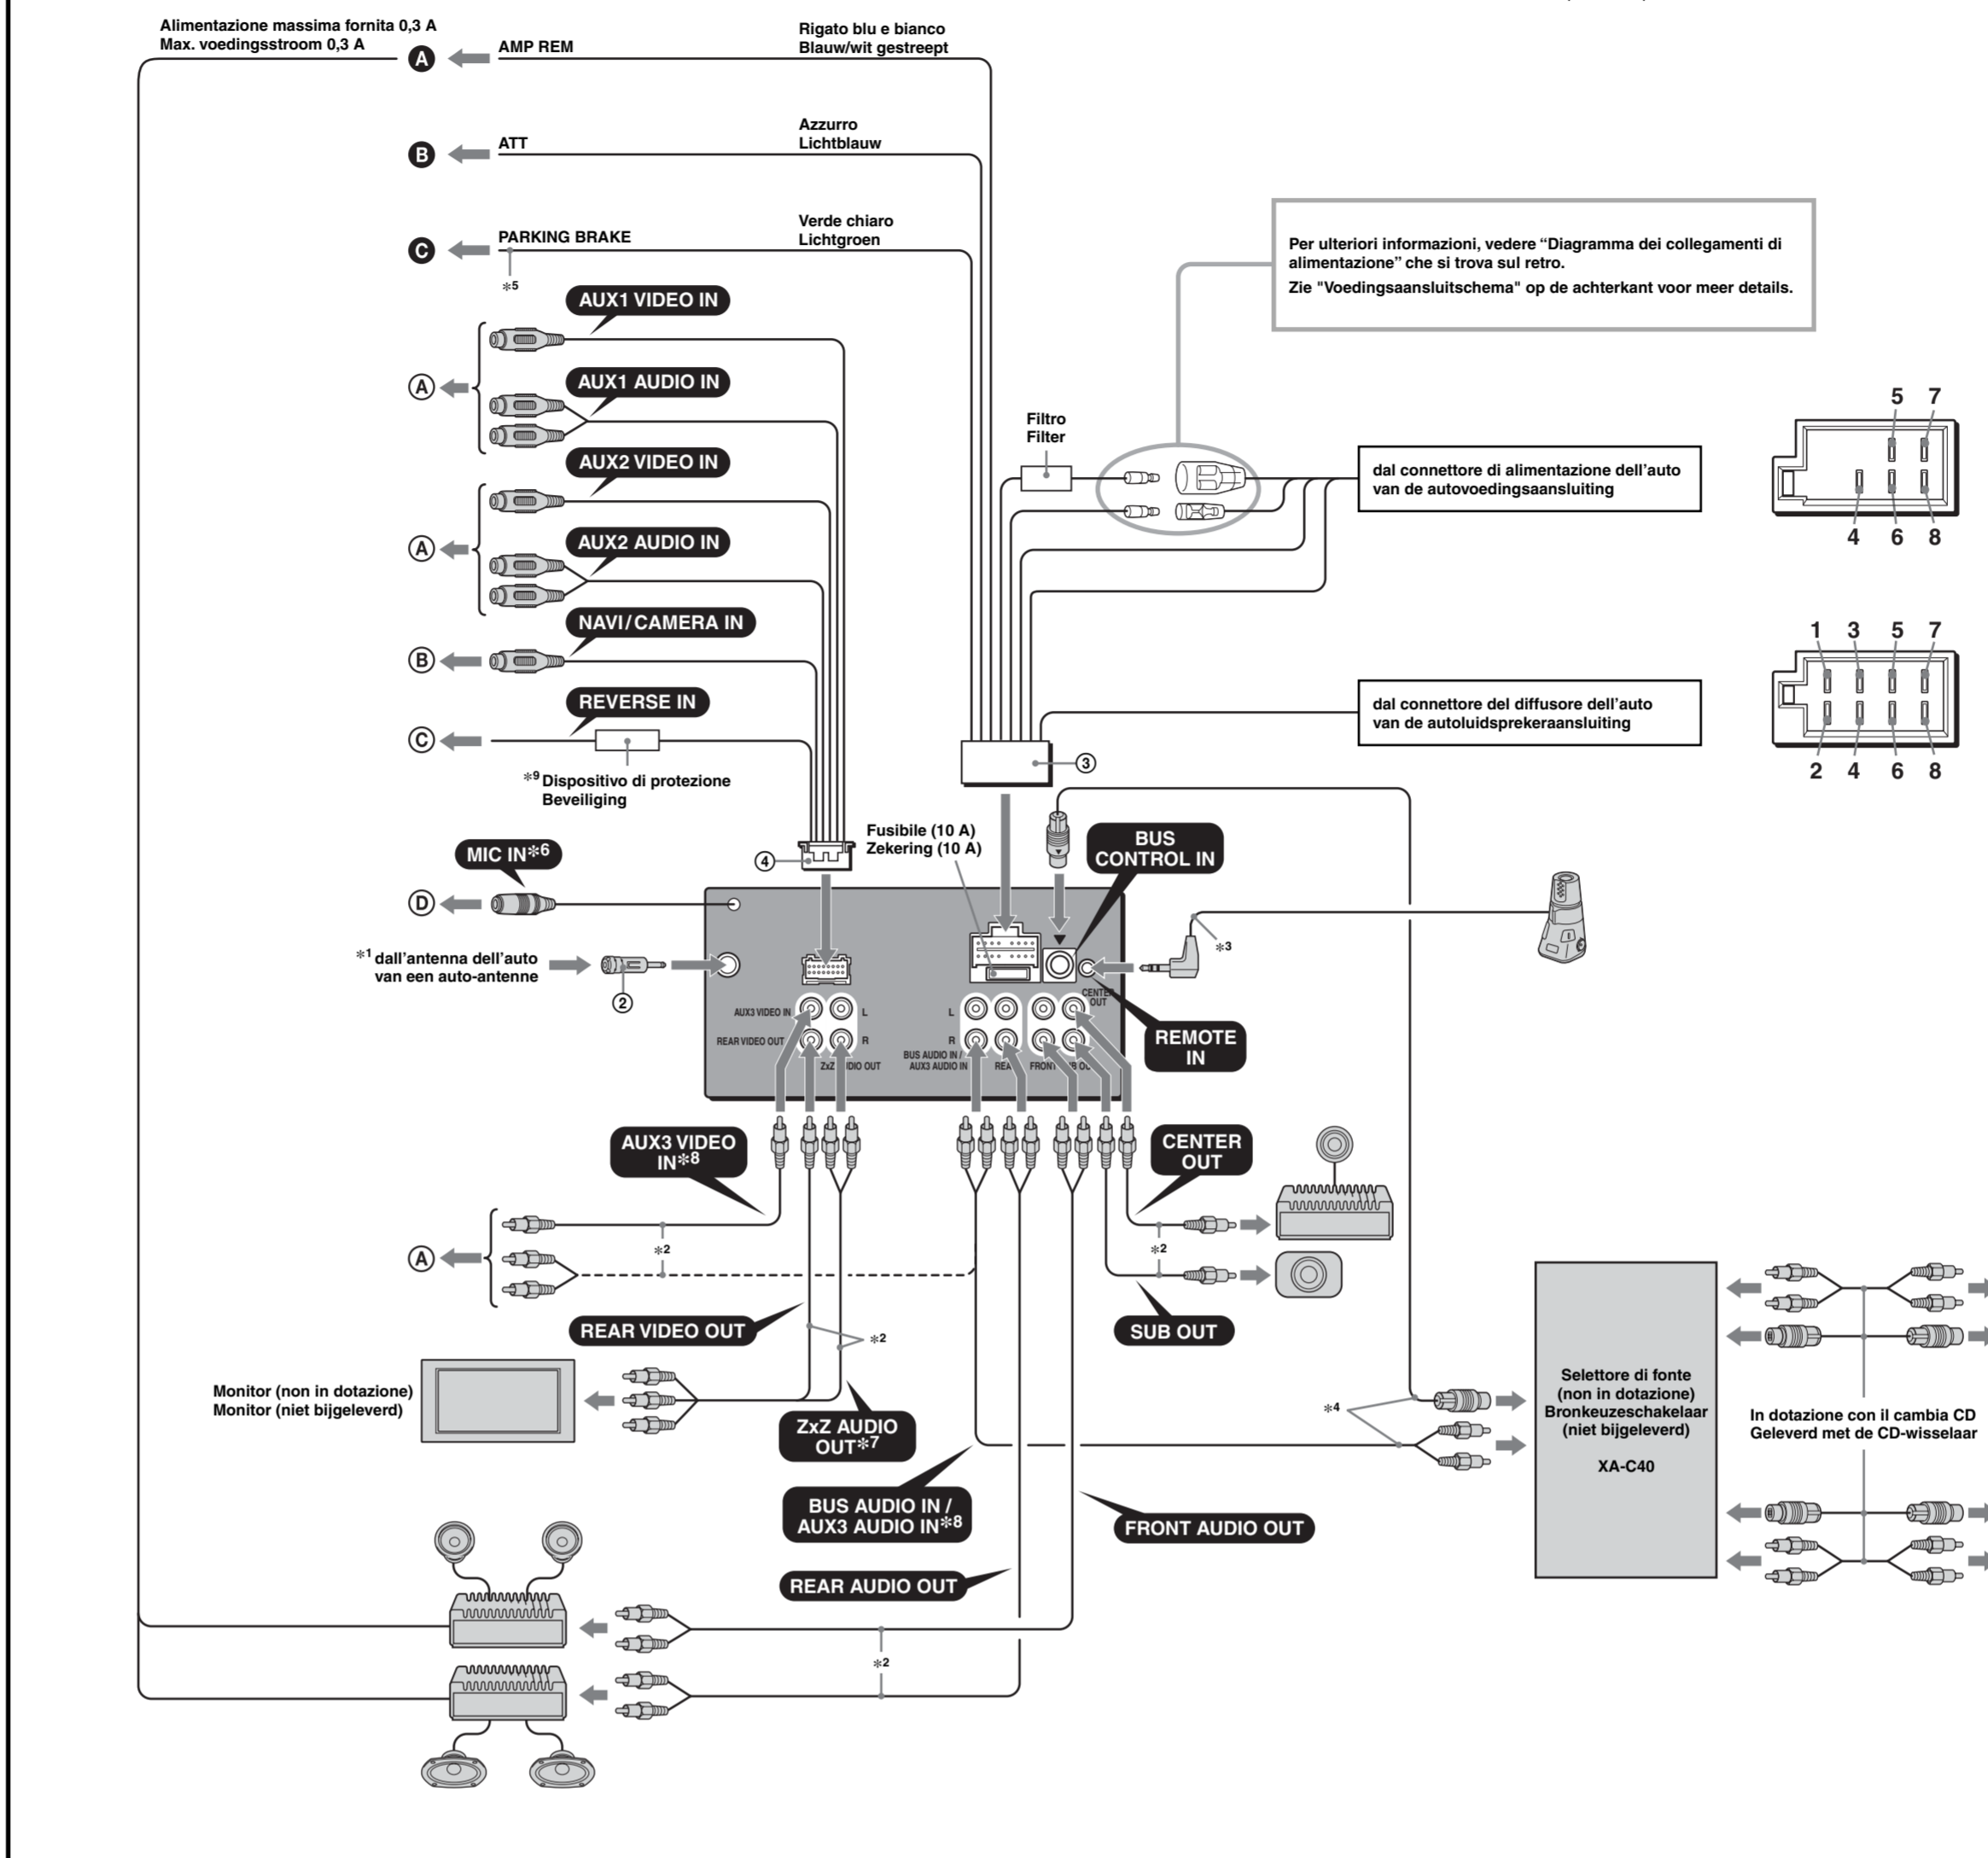 Alimentazione massima fornita 0,3 A
Max. voedingsstroom 0,3 A
A
AMP REM
Rigato blu e bianco
Blauw/wit gestreept
B
ATT
Azzurro
Lichtblauw
C
PARKING BRAKE
Verde chiaro
Lichtgroen
*5
Per ulteriori informazioni, vedere “Diagramma dei collegamenti di
alimentazione” che si trova sul retro.
Zie "Voedingsaansluitschema" op de achterkant voor meer details.
AUX1 VIDEO IN
A
AUX1 AUDIO IN
AUX2 VIDEO IN
A
AUX2 AUDIO IN
NAVI/CAMERA IN
B
REVERSE IN
C
*9 Dispositivo di protezione
Beveiliging
Filtro
Filter
dal connettore di alimentazione dell’auto
van de autovoedingsaansluiting
5 7
4 6 8
dal connettore del diffusore dell’auto
van de autoluidsprekeraansluiting
1 3 5 7
2 4 6 8
3
4
Fusibile (10 A)
Zekering (10 A)
BUS
CONTROL IN
MIC IN*6
D
*1 dall’antenna dell’auto
van een auto-antenne
2
*3
REMOTE
IN
AUX3 VIDEO IN
L
REAR VIDEO OUT
R
L
R
BUS AUDIO IN /
AUX3 AUDIO IN
CENTER
OUT
AUX3 VIDEO
IN*8
CENTER
OUT
A
*2
*2
REAR VIDEO OUT
*2
SUB OUT
Monitor (non in dotazione)
Monitor (niet bijgeleverd)
ZxZ AUDIO
OUT*7
*4
Selettore di fonte
(non in dotazione)
Bronkeuzeschakelaar
(niet bijgeleverd)
XA-C40
In dotazione con il cambia CD
Geleverd met de CD-wisselaar
BUS AUDIO IN /
AUX3 AUDIO IN*8
FRONT AUDIO OUT
REAR AUDIO OUT
*2